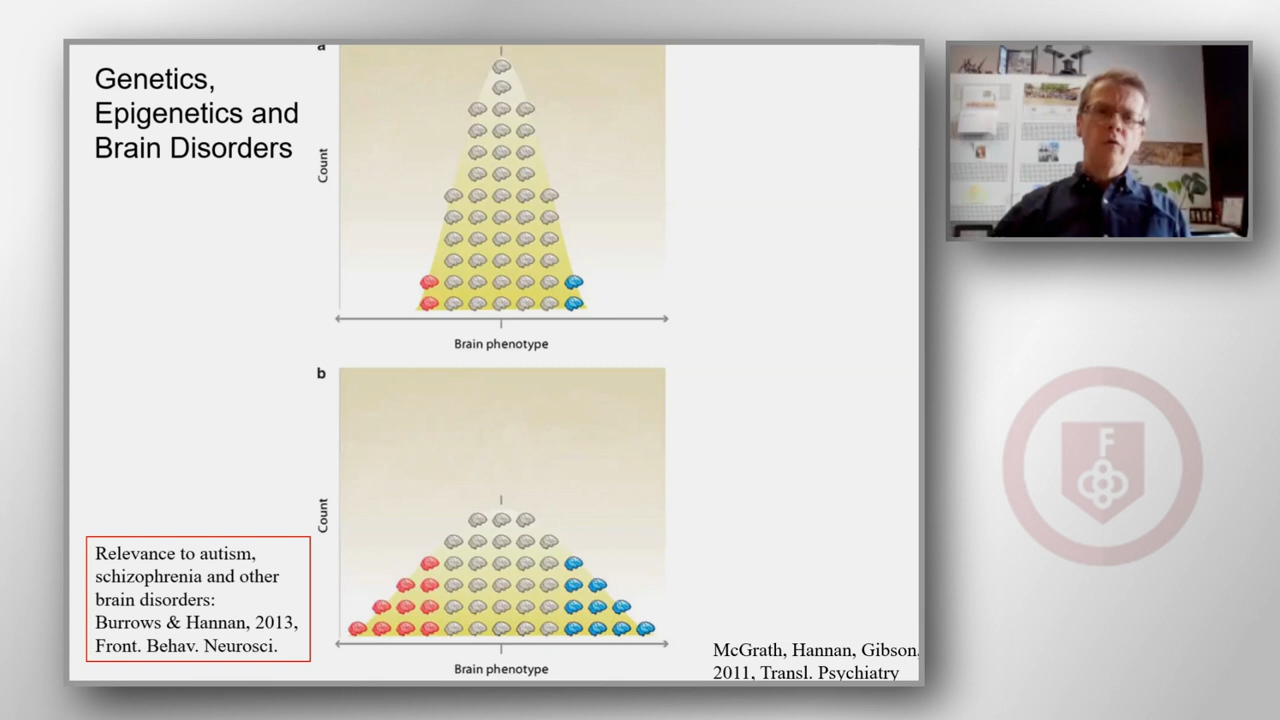 Genetics,
Epigenetics and
Brain Disorders
a
Count
Brain phenotype
b
Count
Brain phenotype
Relevance to autism,
schizophrenia and other
brain disorders:
Burrows & Hannan, 2013,
Front. Behav. Neurosci.
McGrath, Hannan, Gibson,
2011, Transl. Psychiatry
F